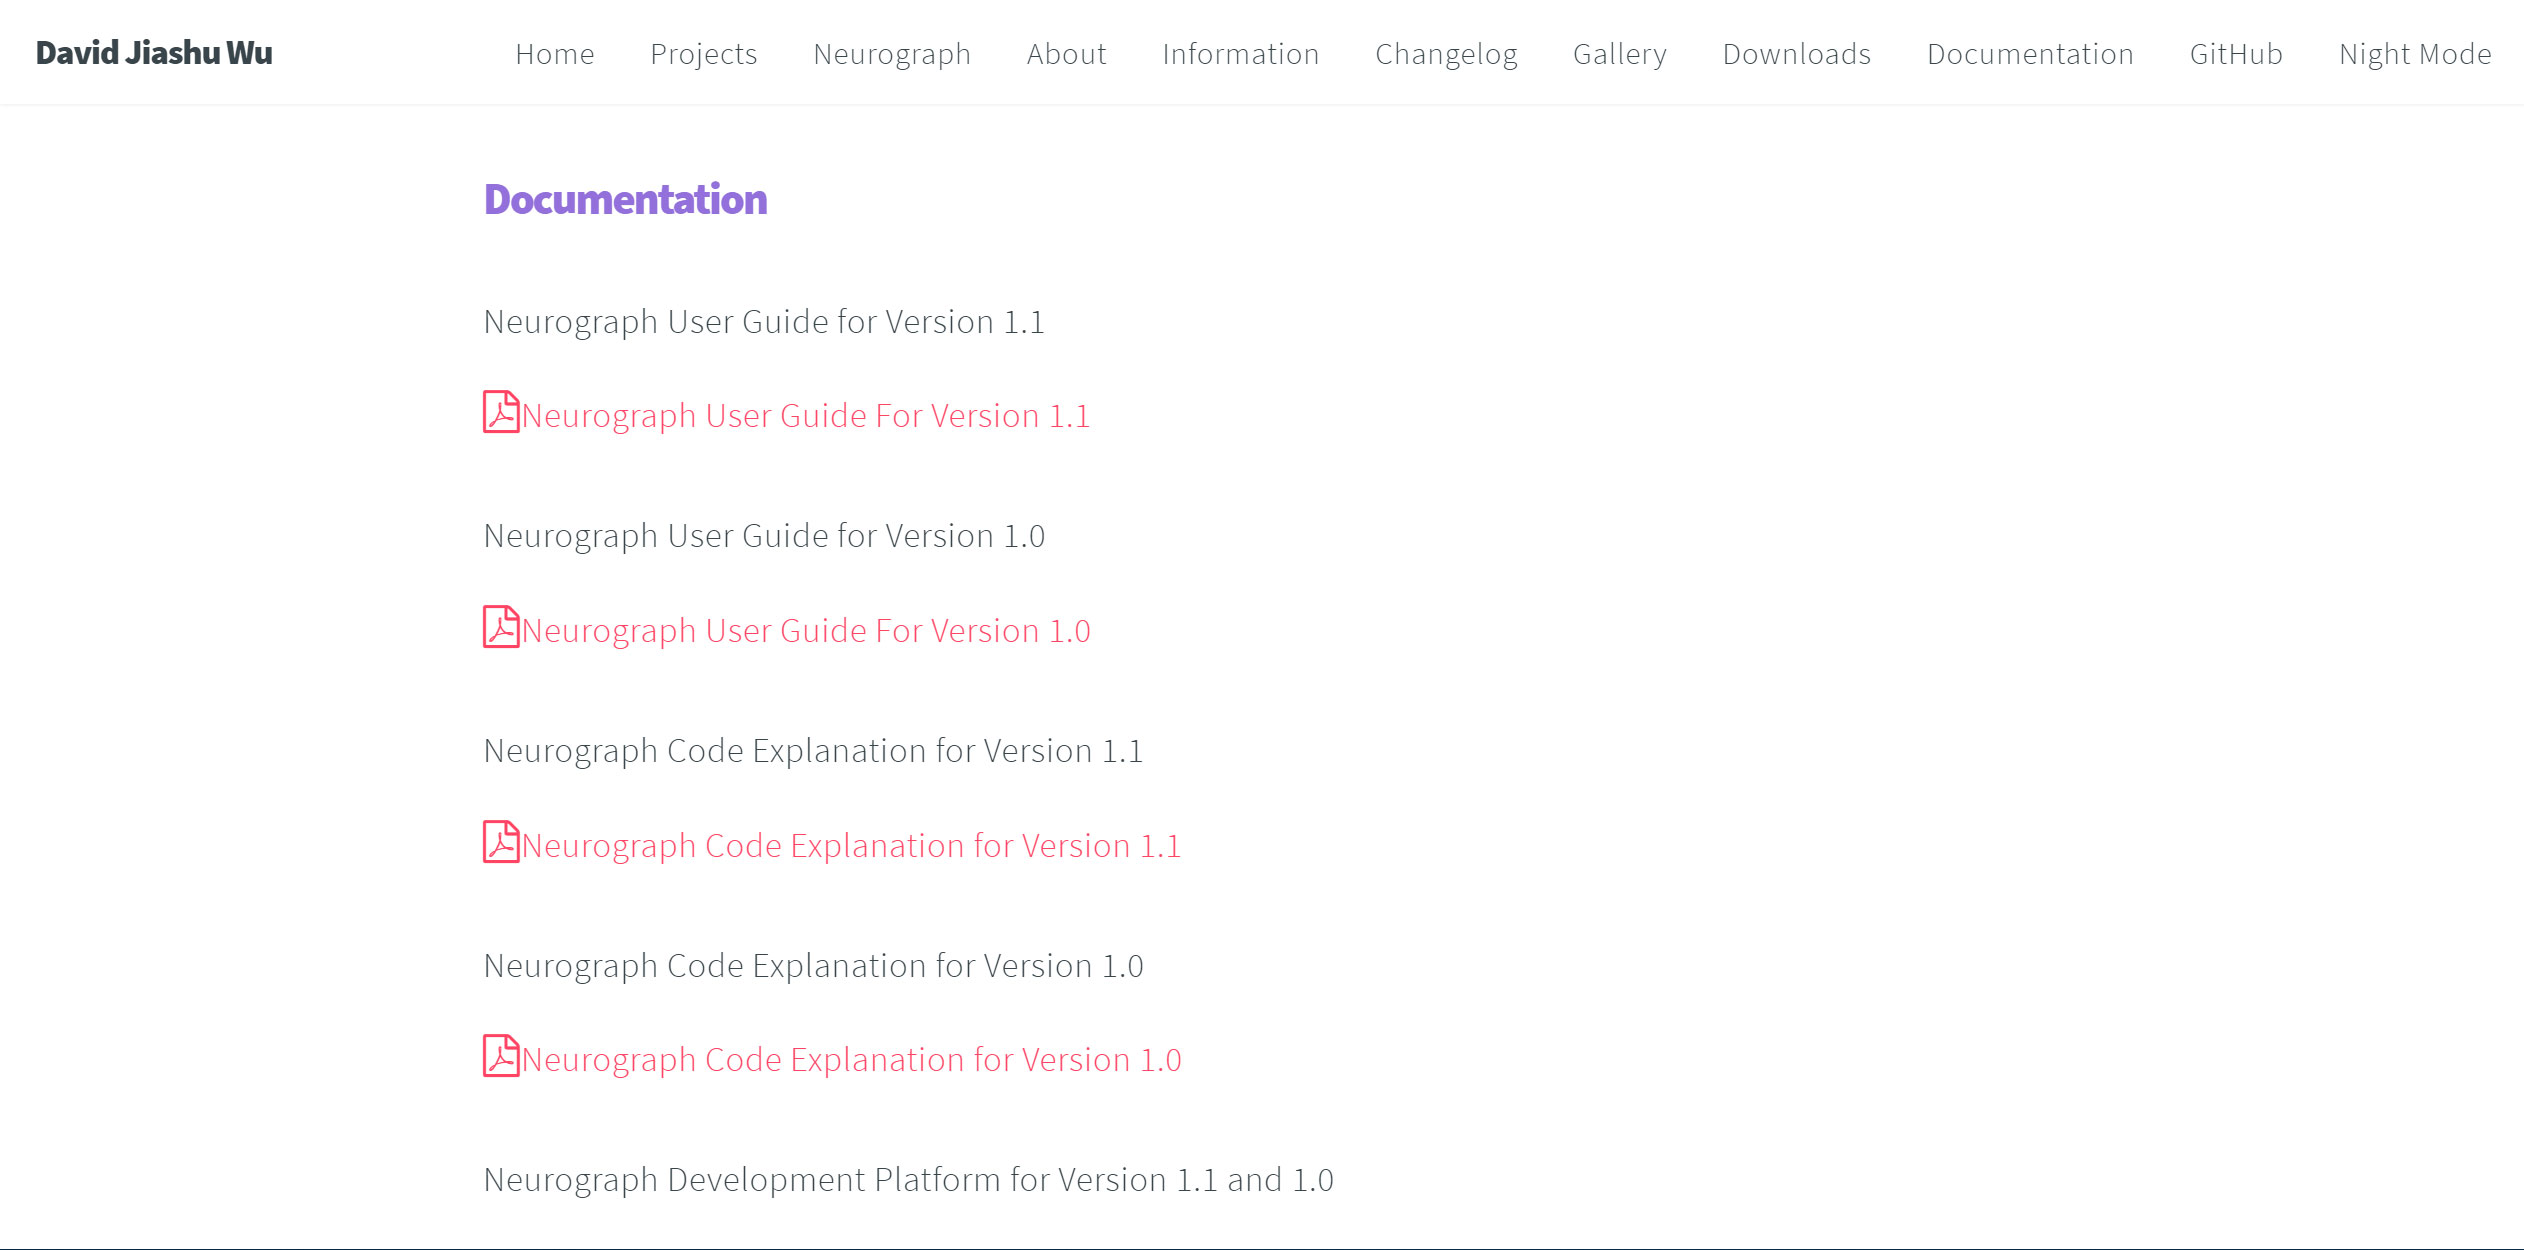 David Jiashu Wu Home Projects Neurograph About Information Changelog Gallery Downloads Documentation GitHub Night Mode
Documentation
Neurograph User Guide for Version 1.1
Neurograph User Guide For Version 1.1
Neurograph User Guide for Version 1.0
Neurograph User Guide For Version 1.0
Neurograph Code Explanation for Version 1.1
Neurograph Code Explanation for Version 1.1
Neurograph Code Explanation for Version 1.0
Neurograph Code Explanation for Version 1.0
Neurograph Development Platform for Version 1.1 and 1.0